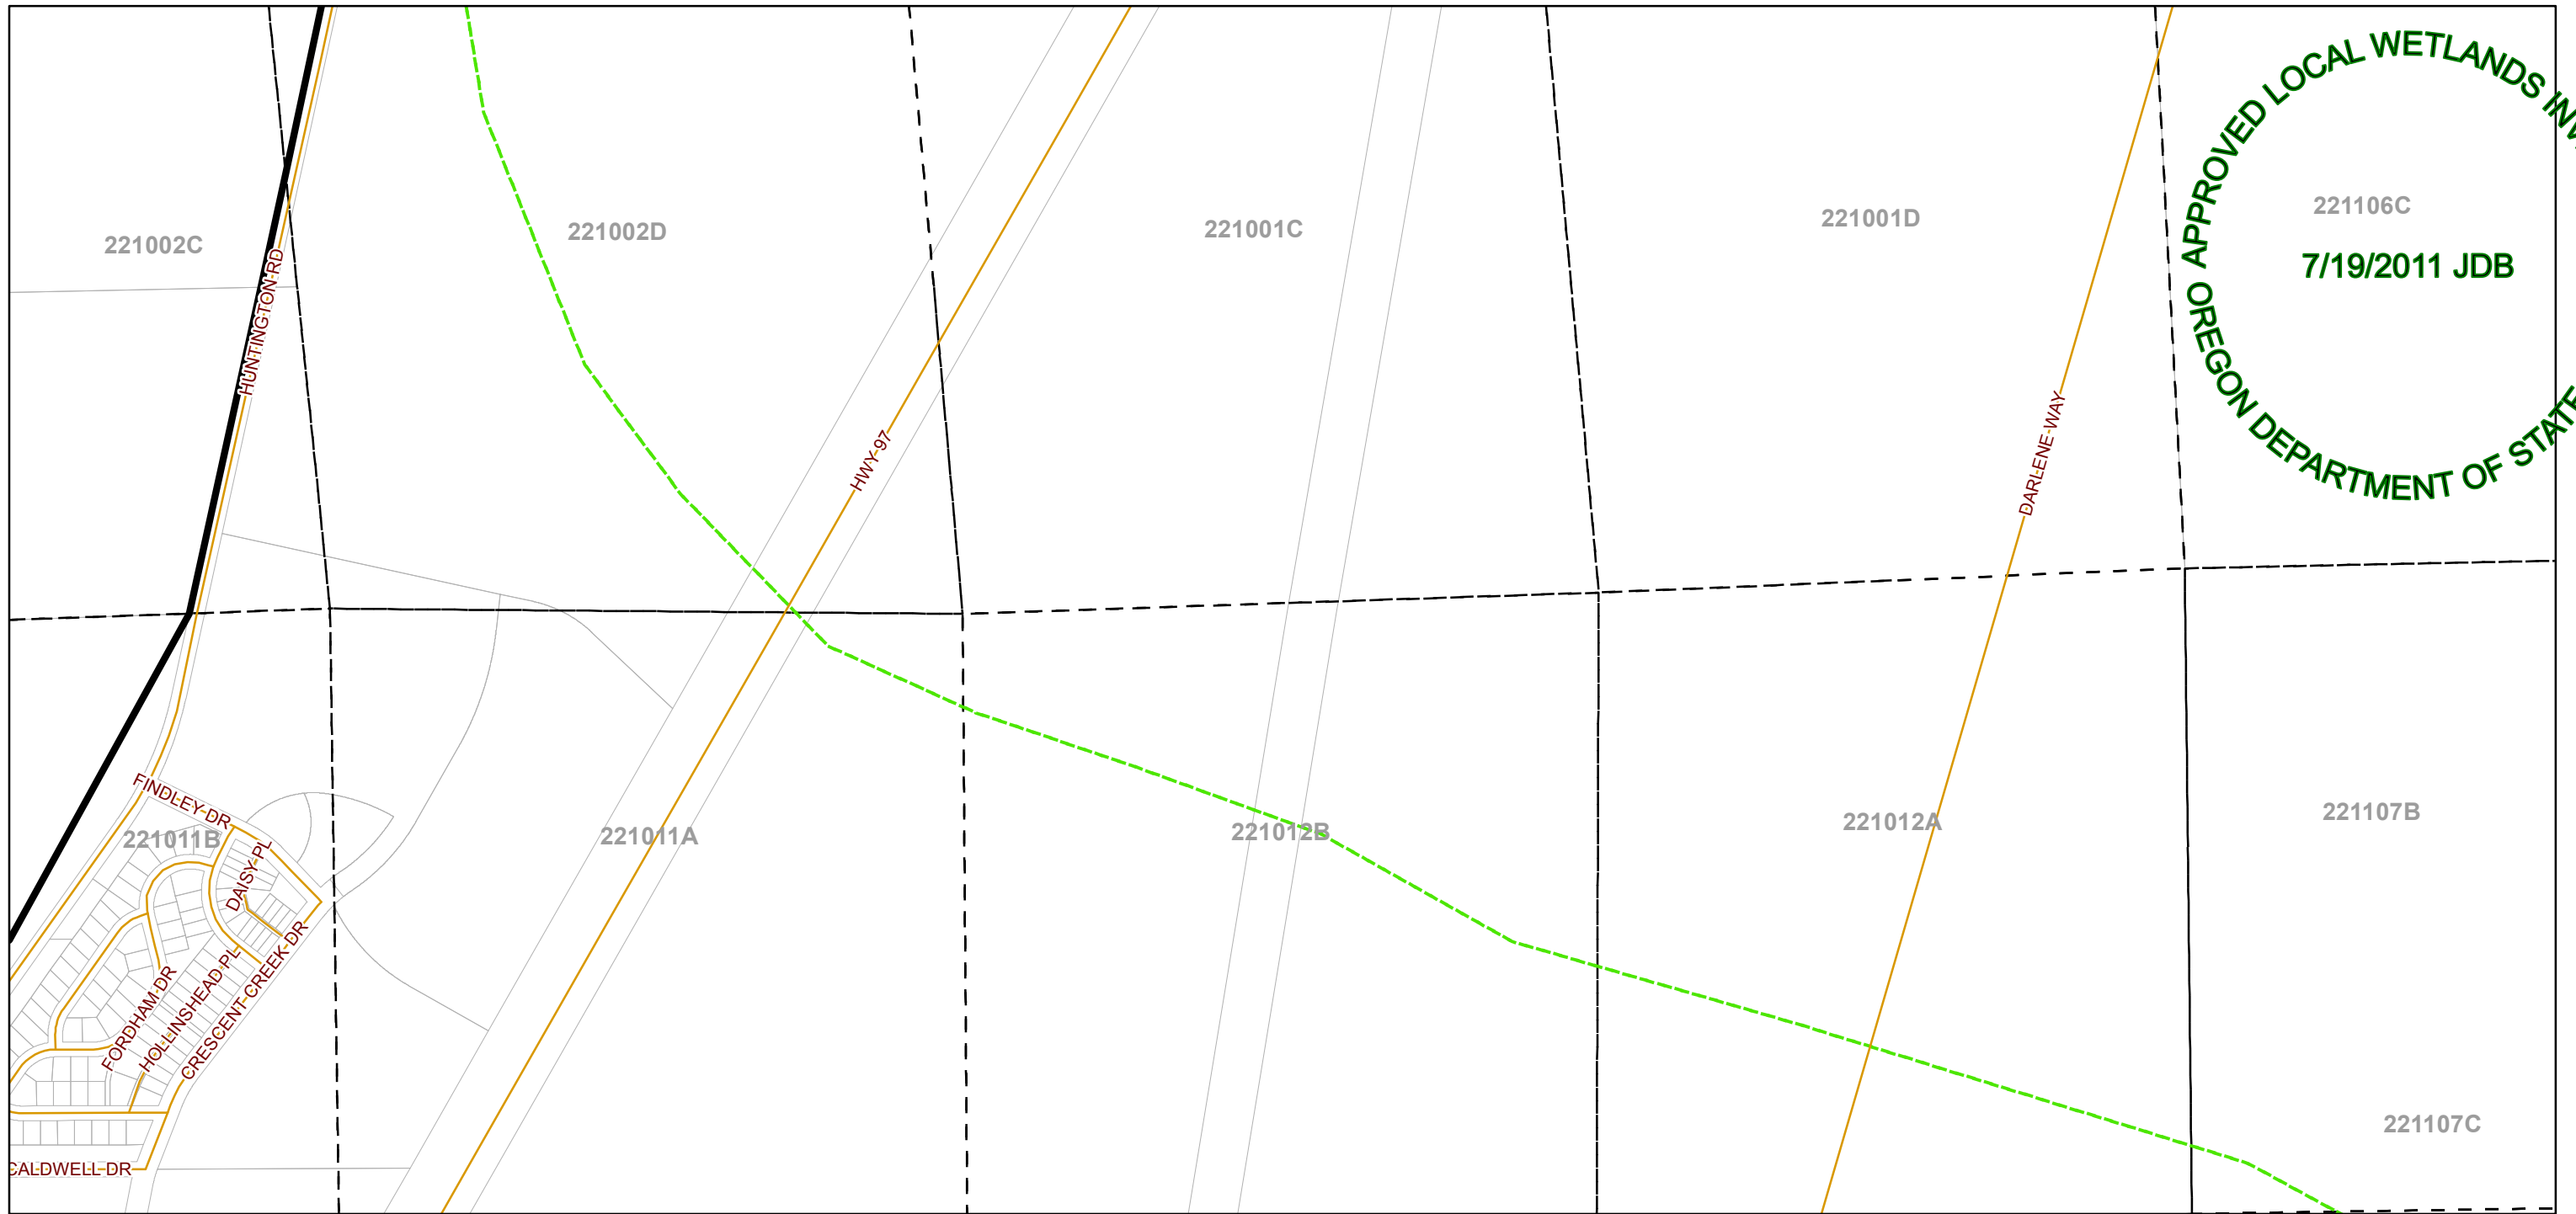 APPROVED LOCAL WETLANDS
221106C
7/19/2011 JDB
OREGON DEPARTMENT OF STATE
221002C
221002D
221001C
221001D
HUNTINGTON RD
HWY 97
DARLENE WAY
FINDLEY DR
221011B
DAISY PL
221011A
221012B
221012A
221107B
FORDHAM DR
HOLLINSHEAD PL
CRESCENT CREEK DR
221107C
CALDWELL DR